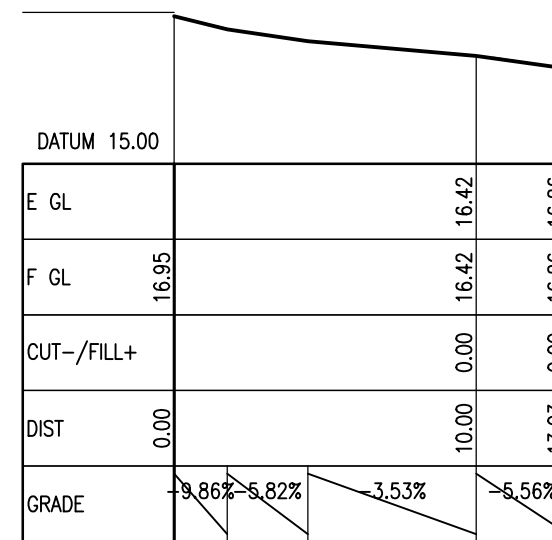 DATUM 15.00
E GL 16.42
F GL 16.95 16.42
CUT-/FILL+ 0.00
DIST 0.00 10.00
GRADE -9.86% -5.82% -3.53% -5.56%